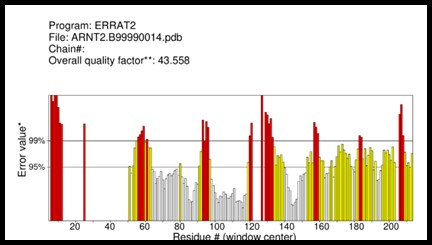 Program: ERRAT2
File: ARNT2.B99990014.pdb
Chain#:
Overall quality factor**: 43.558
Error value*
99%
95%
20 40 60 80 100 120 140 160 180 200
Residue # (window center)